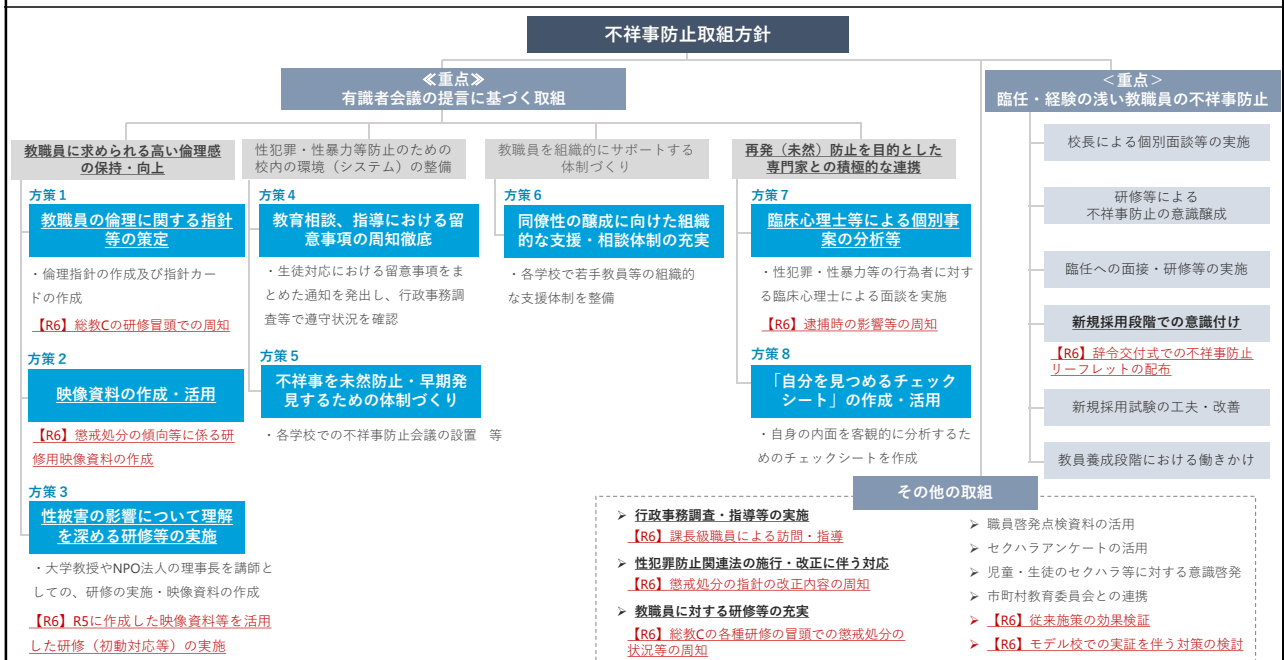 不祥事防止取組方針
≪重点≫
有識者会議の提言に基づく取組
教職員に求められる高い倫理感
の保持・向上
方策１
教職員の倫理に関する指針
等の策定
・倫理指針の作成及び指針カー
ドの作成
【R6】総教Cの研修冒頭での周知
方策２
映像資料の作成・活用
【R6】懲戒処分の傾向等に係る研
修用映像資料の作成
方策３
性被害の影響について理解
を深める研修等の実施
・大学教授やNPO法人の理事長を講師と
しての、研修の実施・映像資料の作成
【R6】R5に作成した映像資料等を活用
した研修（初動対応等）の実施
性犯罪・性暴力等防止のための
校内の環境（システム）の整備
方策４
教育相談、指導における留
意事項の周知徹底
・生徒対応における留意事項をま
とめた通知を発出し、行政事務調
査等で遵守状況を確認
方策５
不祥事を未然防止・早期発
見するための体制づくり
・各学校での不祥事防止会議の設置　等
教職員を組織的にサポートする
体制づくり
方策６
同僚性の醸成に向けた組織
的な支援・相談体制の充実
・各学校で若手教員等の組織的
な支援体制を整備
再発（未然）防止を目的とした
専門家との積極的な連携
方策７
臨床心理士等による個別事
案の分析等
・性犯罪・性暴力等の行為者に対す
る臨床心理士による面談を実施
【R6】逮捕時の影響等の周知
方策８
「自分を見つめるチェック
シート」の作成・活用
・自身の内面を客観的に分析するた
めのチェックシートを作成
＜重点＞
臨任・経験の浅い教職員の不祥事防止
校長による個別面談等の実施
研修等による
不祥事防止の意識醸成
臨任への面接・研修等の実施
新規採用段階での意識付け
【R6】辞令交付式での不祥事防止
リーフレットの配布
新規採用試験の工夫・改善
教員養成段階における働きかけ
その他の取組
➢ 行政事務調査・指導等の実施
【R6】課長級職員による訪問・指導
➢ 性犯罪防止関連法の施行・改正に伴う対応
【R6】懲戒処分の指針の改正内容の周知
➢ 教職員に対する研修等の充実
【R6】総教Cの各種研修の冒頭での懲戒処分の
状況等の周知
➢ 職員啓発点検資料の活用
➢ セクハラアンケートの活用
➢ 児童・生徒のセクハラ等に対する意識啓発
➢ 市町村教育委員会との連携
➢ 【R6】従来施策の効果検証
➢ 【R6】モデル校での実証を伴う対策の検討